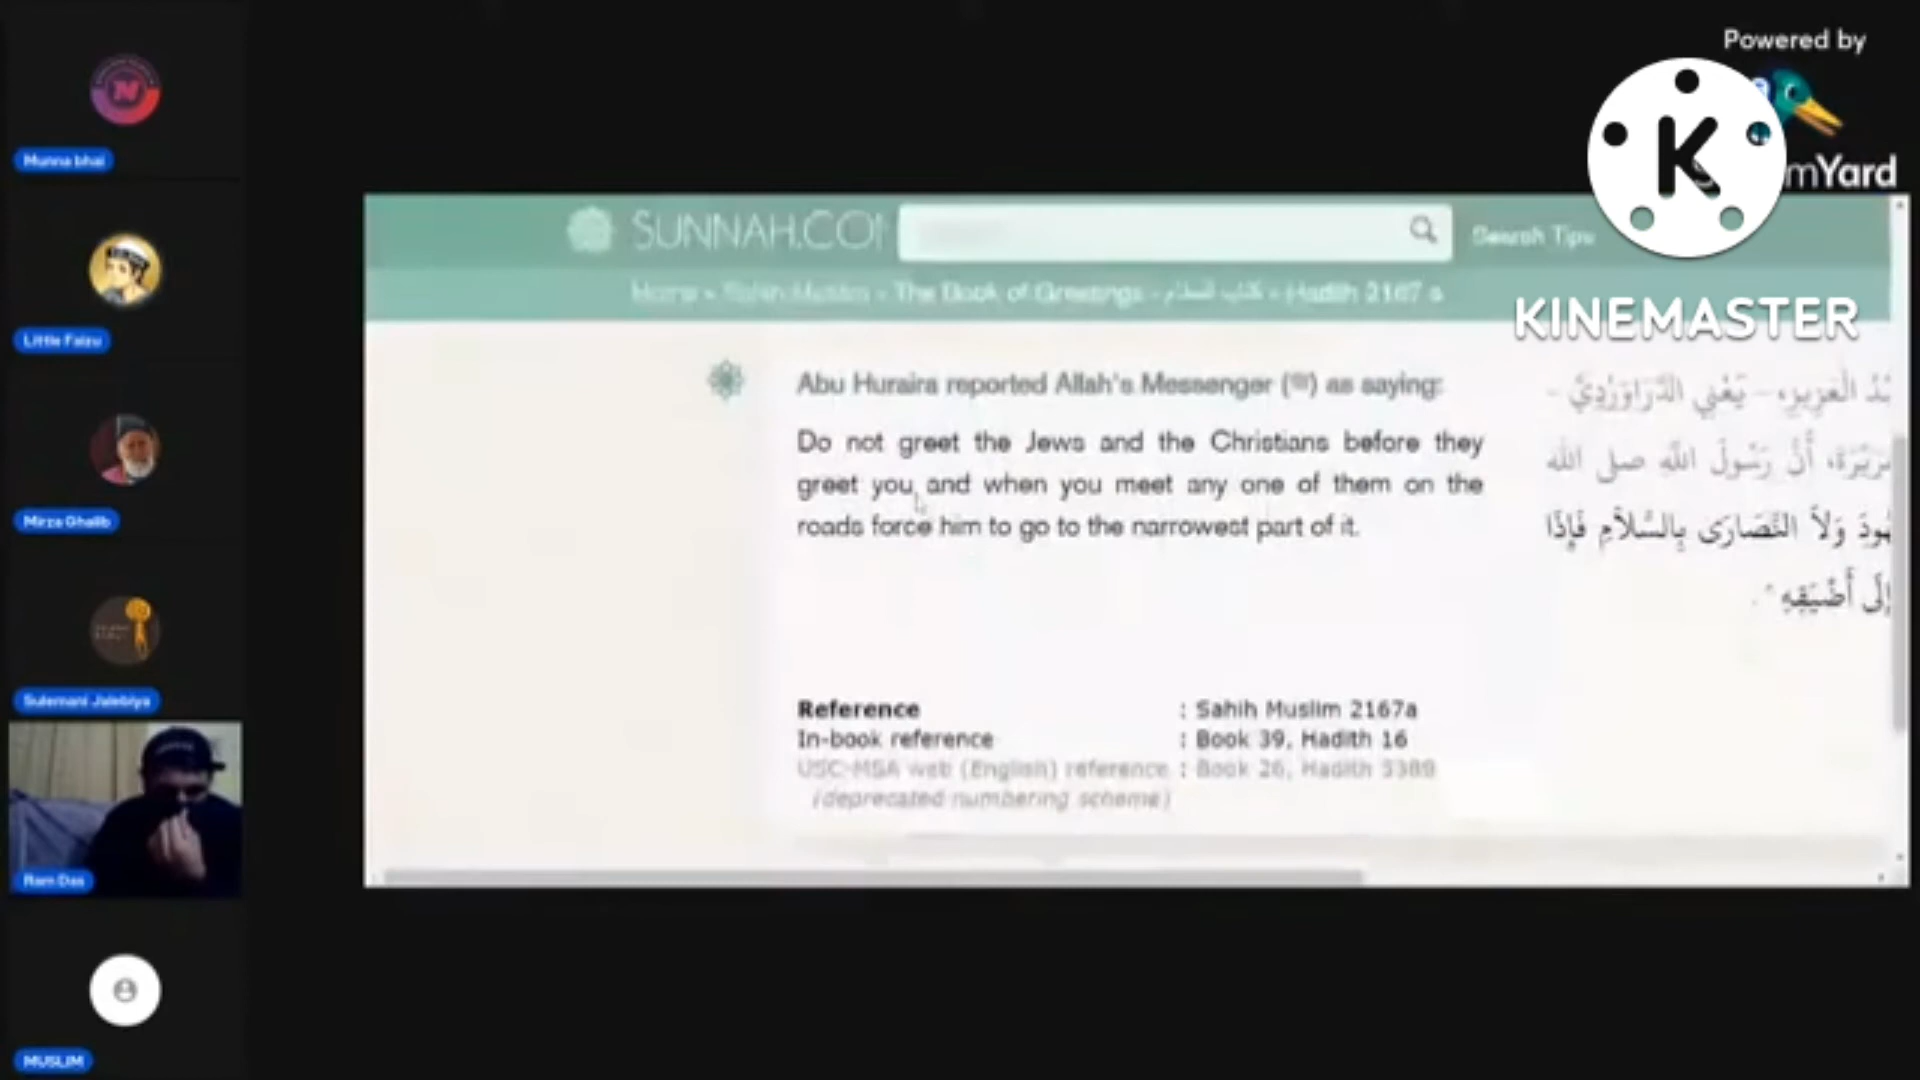 Powered by
Yard
K
KINEMASTER
Munna bhai
Little Faizu
Mirza Ghalib
Sulemani Jalebiya
Ram Das
MUSLIM
SUNNAH.CO
Search Tips
Home » Sahih Muslim » The Book of Greetings - كتاب السلام » Hadith 2167 a
Abu Huraira reported Allah's Messenger (ﷺ) as saying:
Do not greet the Jews and the Christians before they
greet you and when you meet any one of them on the
roads force him to go to the narrowest part of it.
الْعَزِيزِ، - يَعْنِي الدَّرَاوَرْدِيَّ -
أَنَّ رَسُولَ اللَّهِ صلى الله
وَلاَ النَّصَارَى بِالسَّلاَمِ فَإِذَا
إِلَى أَضْيَقِهِ " .
Reference : Sahih Muslim 2167a
In-book reference : Book 39, Hadith 16
USC-MSA web (English) reference : Book 26, Hadith 5389
(deprecated numbering scheme)